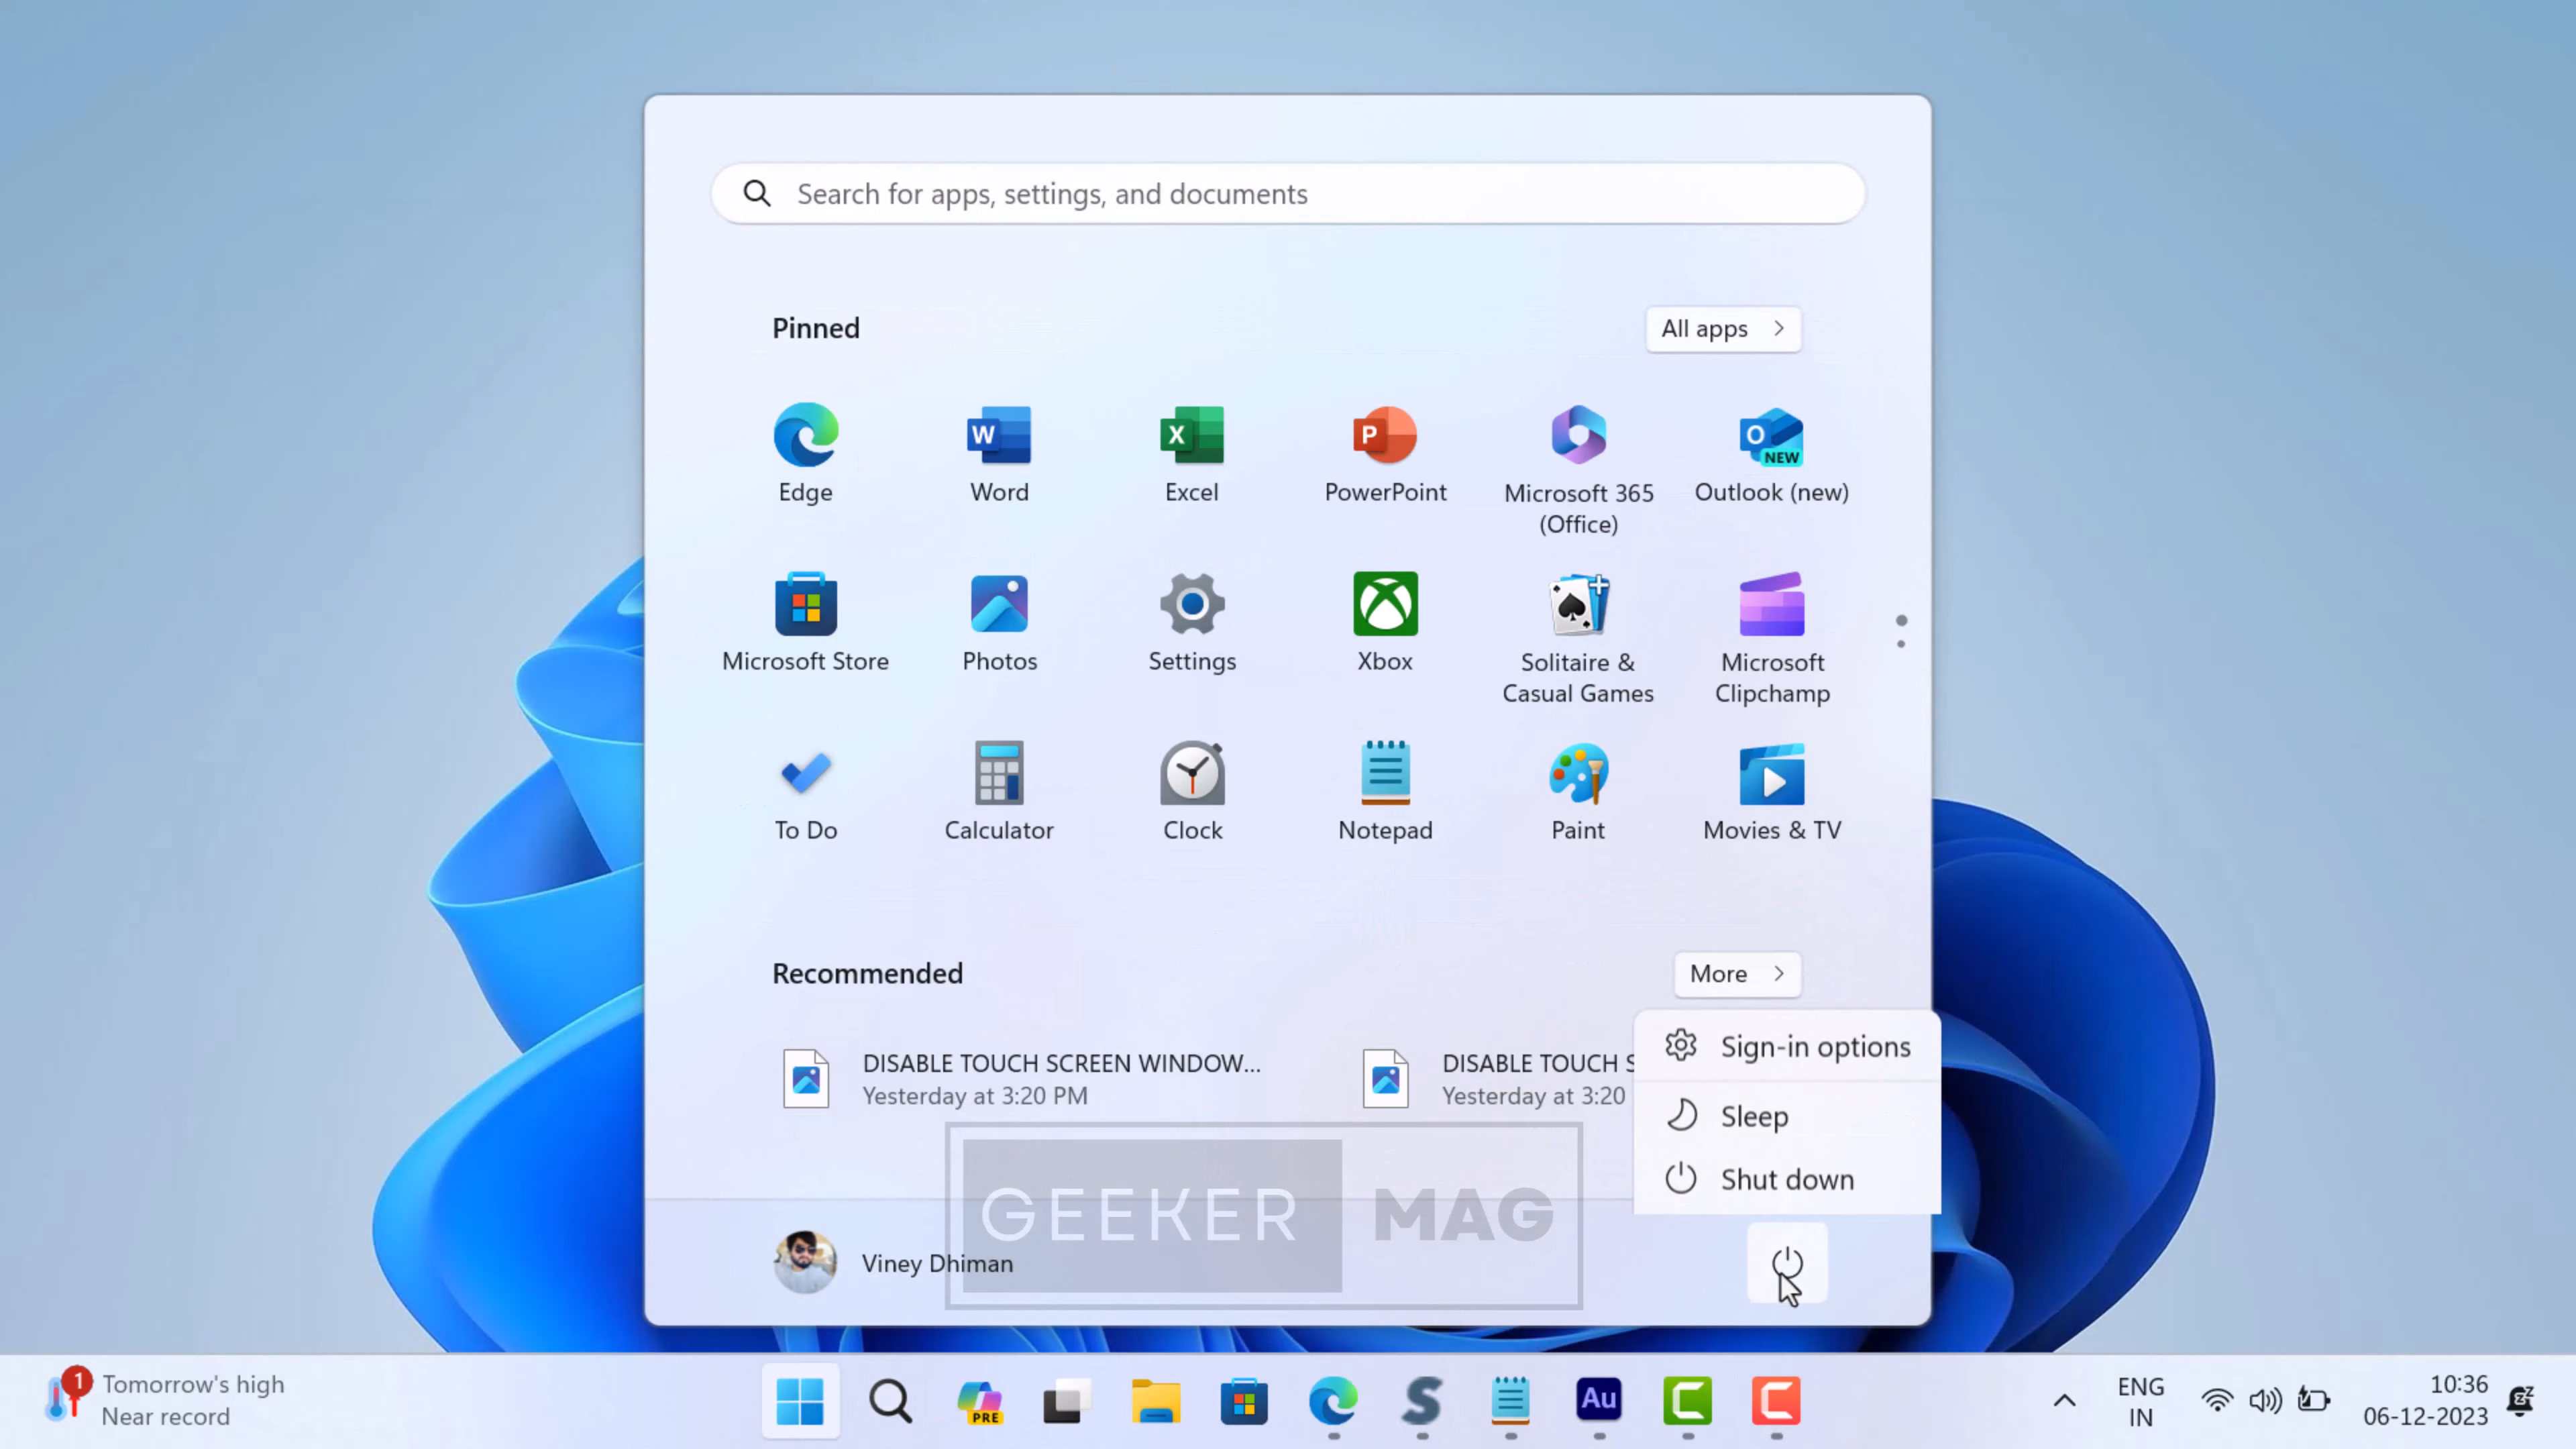 Search for apps, settings, and documents
Pinned
All apps
Edge
Word
Excel
PowerPoint
Microsoft 365
(Office)
Outlook (new)
W
X
P
O
NEW
Microsoft Store
Photos
Settings
Xbox
Solitaire &
Casual Games
Microsoft
Clipchamp
To Do
Calculator
Clock
Notepad
Paint
Movies & TV
Recommended
More
DISABLE TOUCH SCREEN WINDOW...
Yesterday at 3:20 PM
DISABLE TOUCH S
Yesterday at 3:20
Sign-in options
Sleep
Shut down
GEEKER MAG
Viney Dhiman
1
Tomorrow's high
Near record
PRE
S
Au
C
C
ENG
IN
10:36
06-12-2023